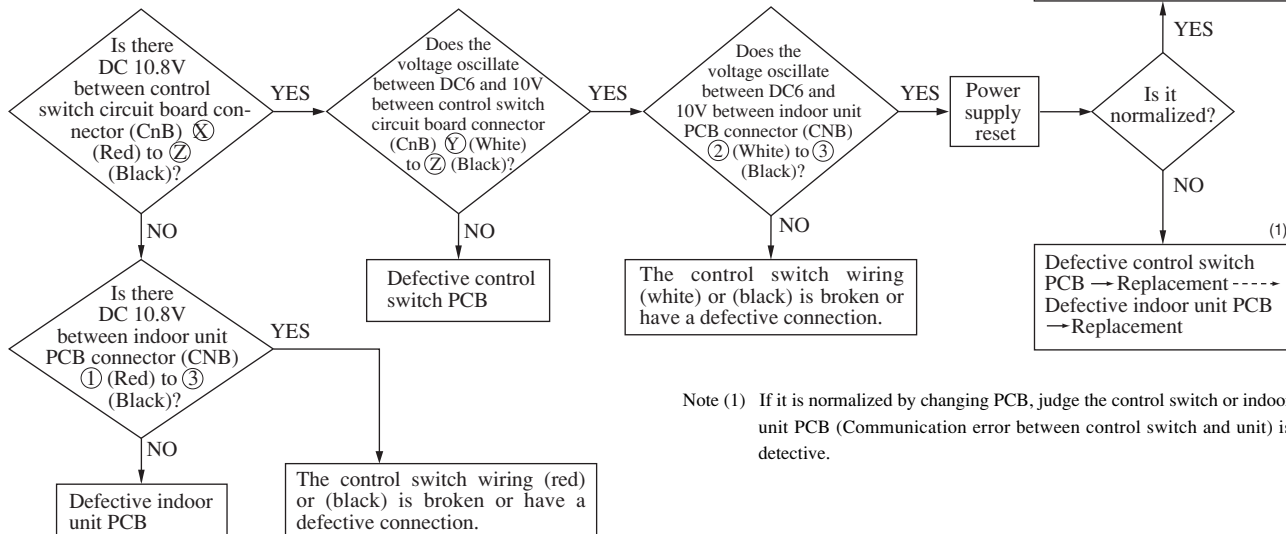 Is there
DC 10.8V
between control
switch circuit board con-
nector (CnB) Ⓧ
(Red) to Ⓩ
(Black)?
YES
NO
Does the
voltage oscillate
between DC6 and 10V
between control switch
circuit board connector
(CnB) Ⓨ (White)
to Ⓩ (Black)?
YES
NO
Does the
voltage oscillate
between DC6 and
10V between indoor unit
PCB connector (CNB)
② (White) to ③
(Black)?
YES
NO
Power
supply
reset
Is it
normalized?
YES
NO
Defective control
switch PCB
The control switch wiring
(white) or (black) is broken or
have a defective connection.
(1)
Defective control switch
PCB → Replacement ----→
Defective indoor unit PCB
→ Replacement
Is there
DC 10.8V
between indoor unit
PCB connector (CNB)
① (Red) to ③
(Black)?
YES
NO
Defective indoor
unit PCB
The control switch wiring (red)
or (black) is broken or have a
defective connection.
Note (1) If it is normalized by changing PCB, judge the control switch or indoor
unit PCB (Communication error between control switch and unit) is
detective.